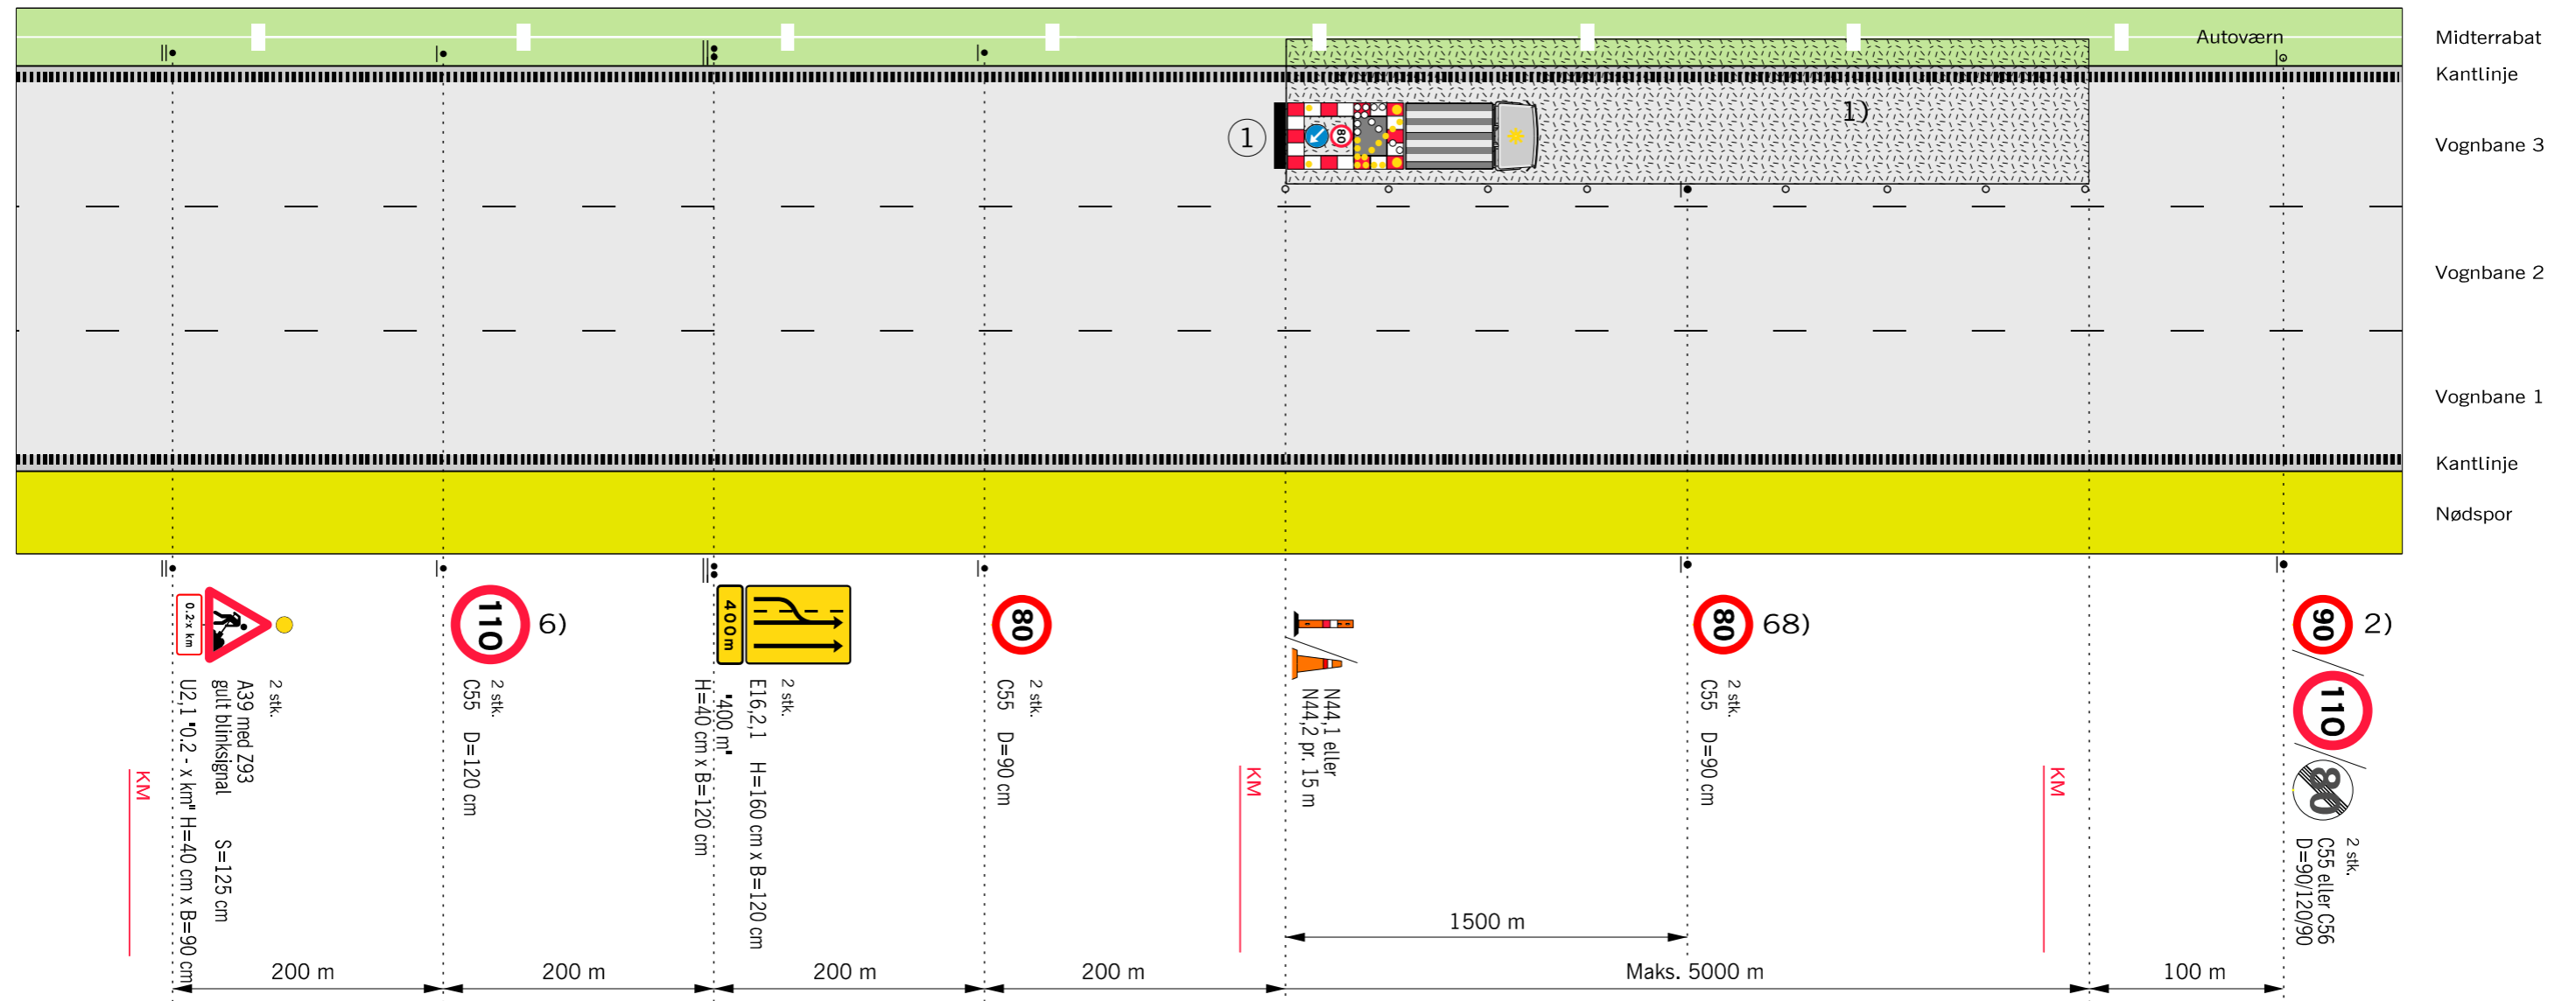 Autoværn
Midterrabat
Kantlinje
Vognbane 3
Vognbane 2
Vognbane 1
Kantlinje
Nødspor
1
80
1)
0.2-x km
2 stk.
A39 med Z93
gult blinksignal S=125 cm
U2,1 "0.2 - x km" H=40 cm x B=90 cm
110
6)
2 stk.
C55 D=120 cm
400m
2 stk.
E16,2,1 H=160 cm x B=120 cm
"400 m"
H=40 cm x B=120 cm
80
2 stk.
C55 D=90 cm
N44,1 eller
N44,2 pr. 15 m
80
68)
2 stk.
C55 D=90 cm
90
2)
110
80
2 stk.
C55 eller C56
D=90/120/90
KM
KM
KM
1500 m
200 m
200 m
200 m
200 m
Maks. 5000 m
100 m